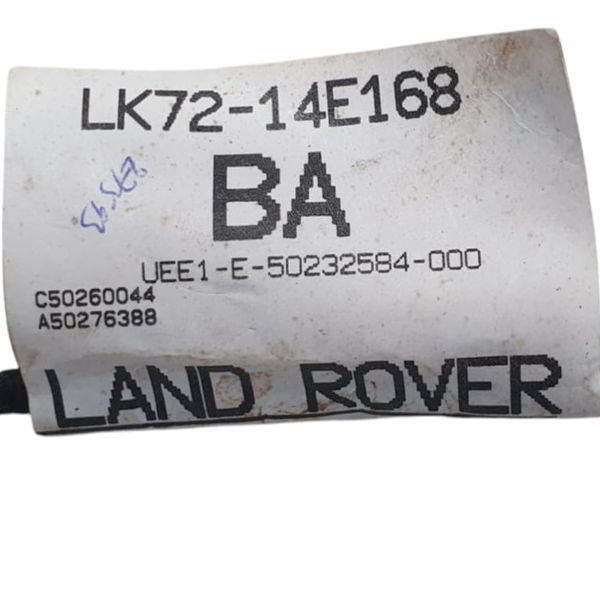 LK72-14E168
BA
UEE1-E-50232584-000
C50260044
A50276388
LAND ROVER